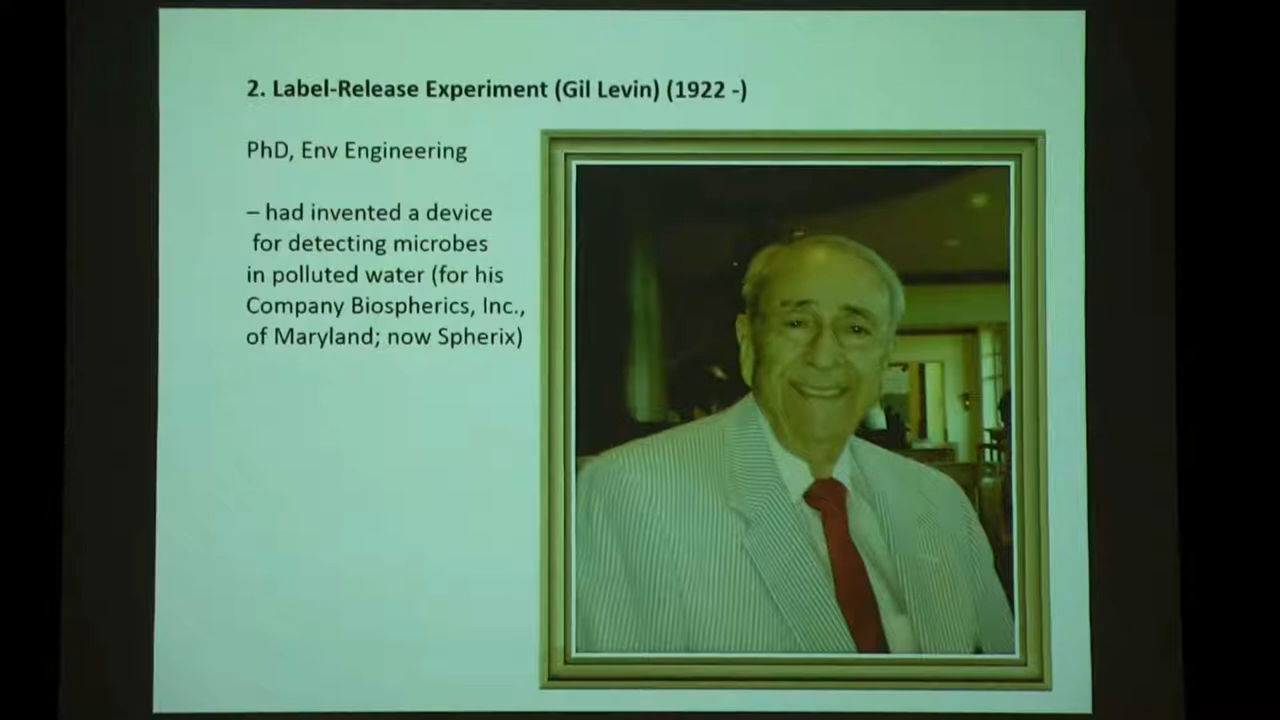 2. Label-Release Experiment (Gil Levin) (1922 -)
PhD, Env Engineering
– had invented a device
for detecting microbes
in polluted water (for his
Company Biospherics, Inc.,
of Maryland; now Spherix)